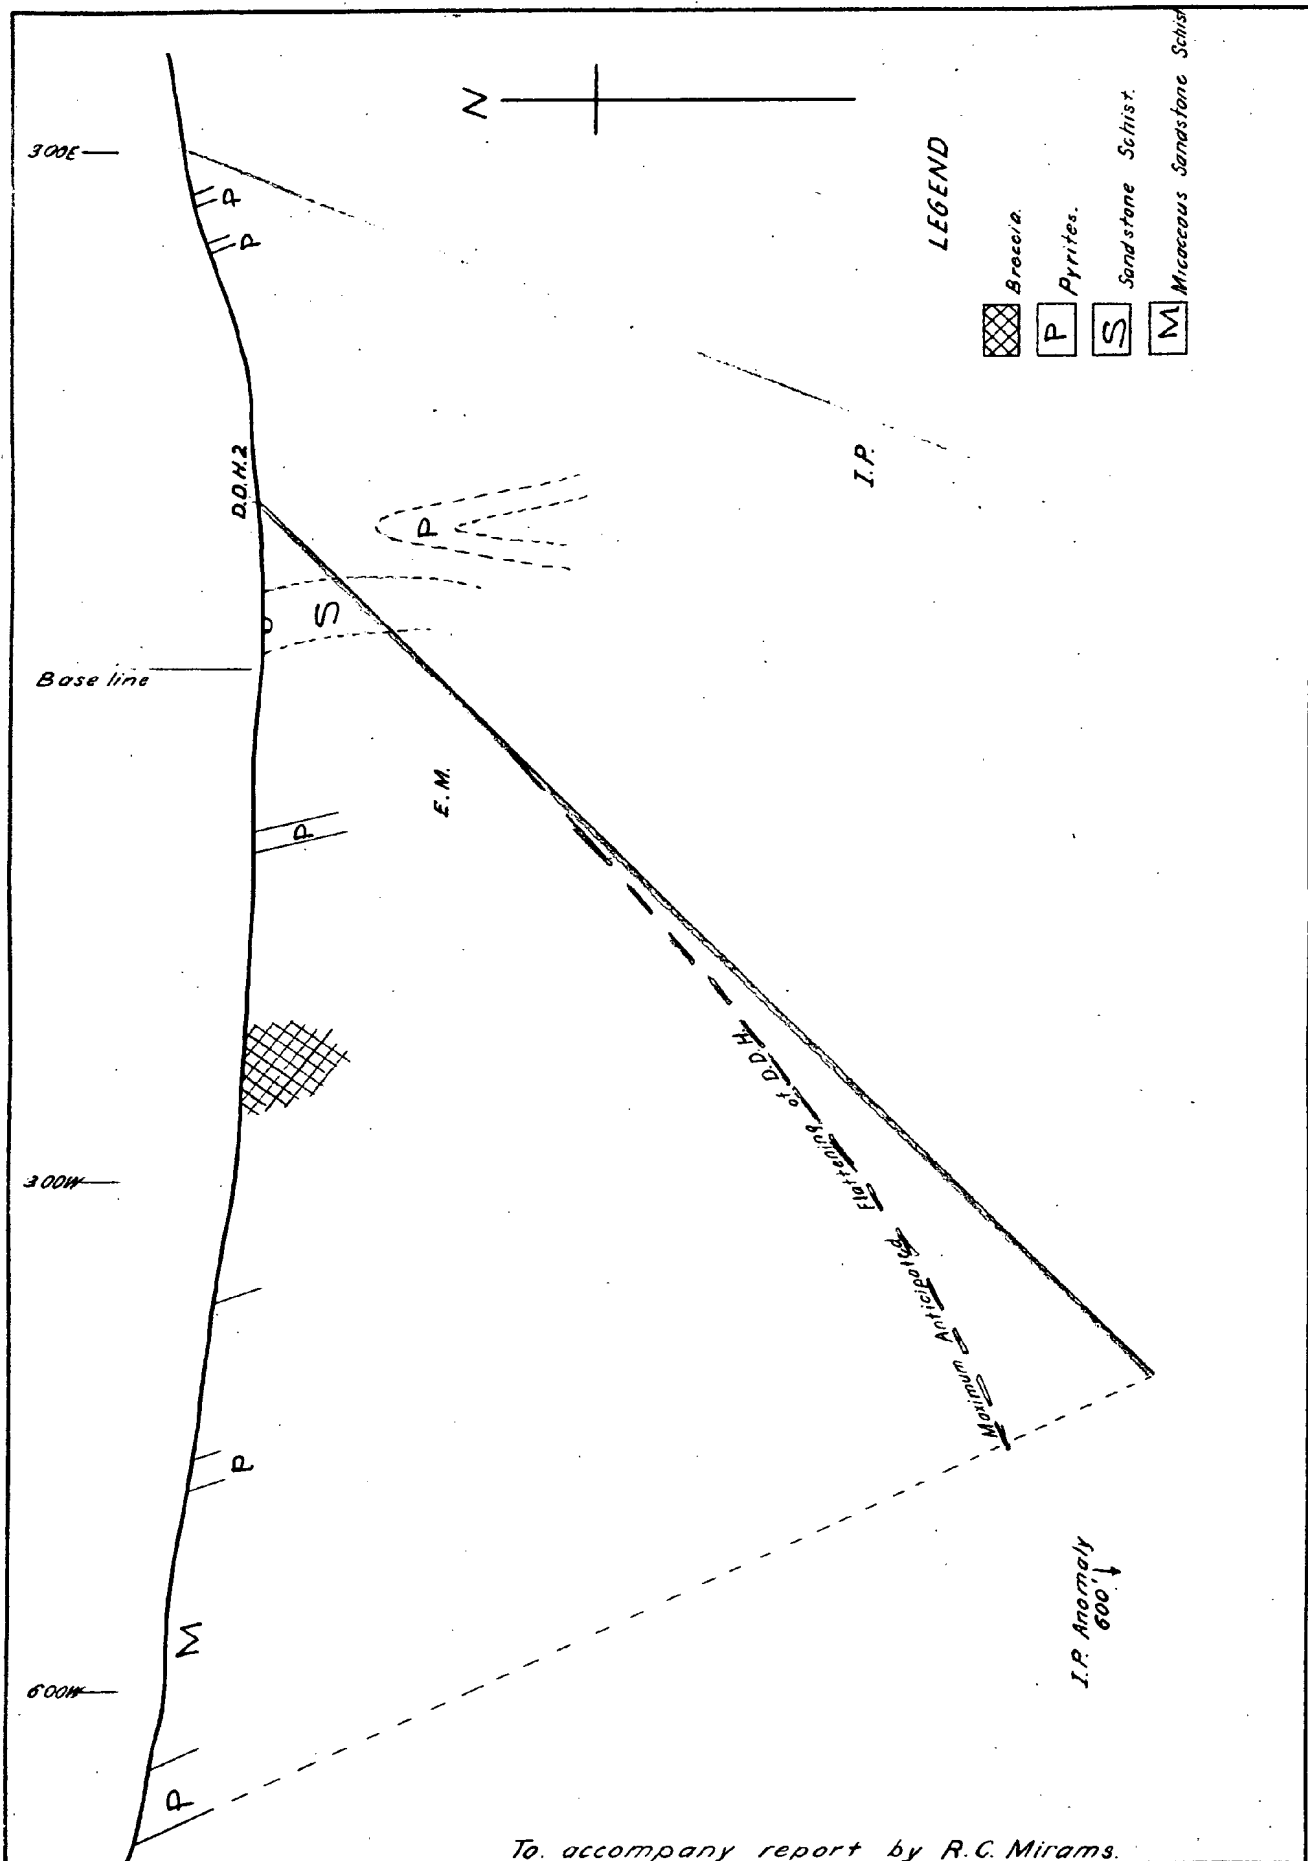 300E
N
P
P
LEGEND
Breccia.
P Pyrites.
S Sandstone Schist.
M Micaceous Sandstone Schist
D.D.H.2
I.P.
P
S
Base line
E.M.
P
Maximum Anticipated Flattening of D.D.H.
300W
P
M
I.P. Anomaly
600'
600W
P
To. accompany report by R.C. Mirams.